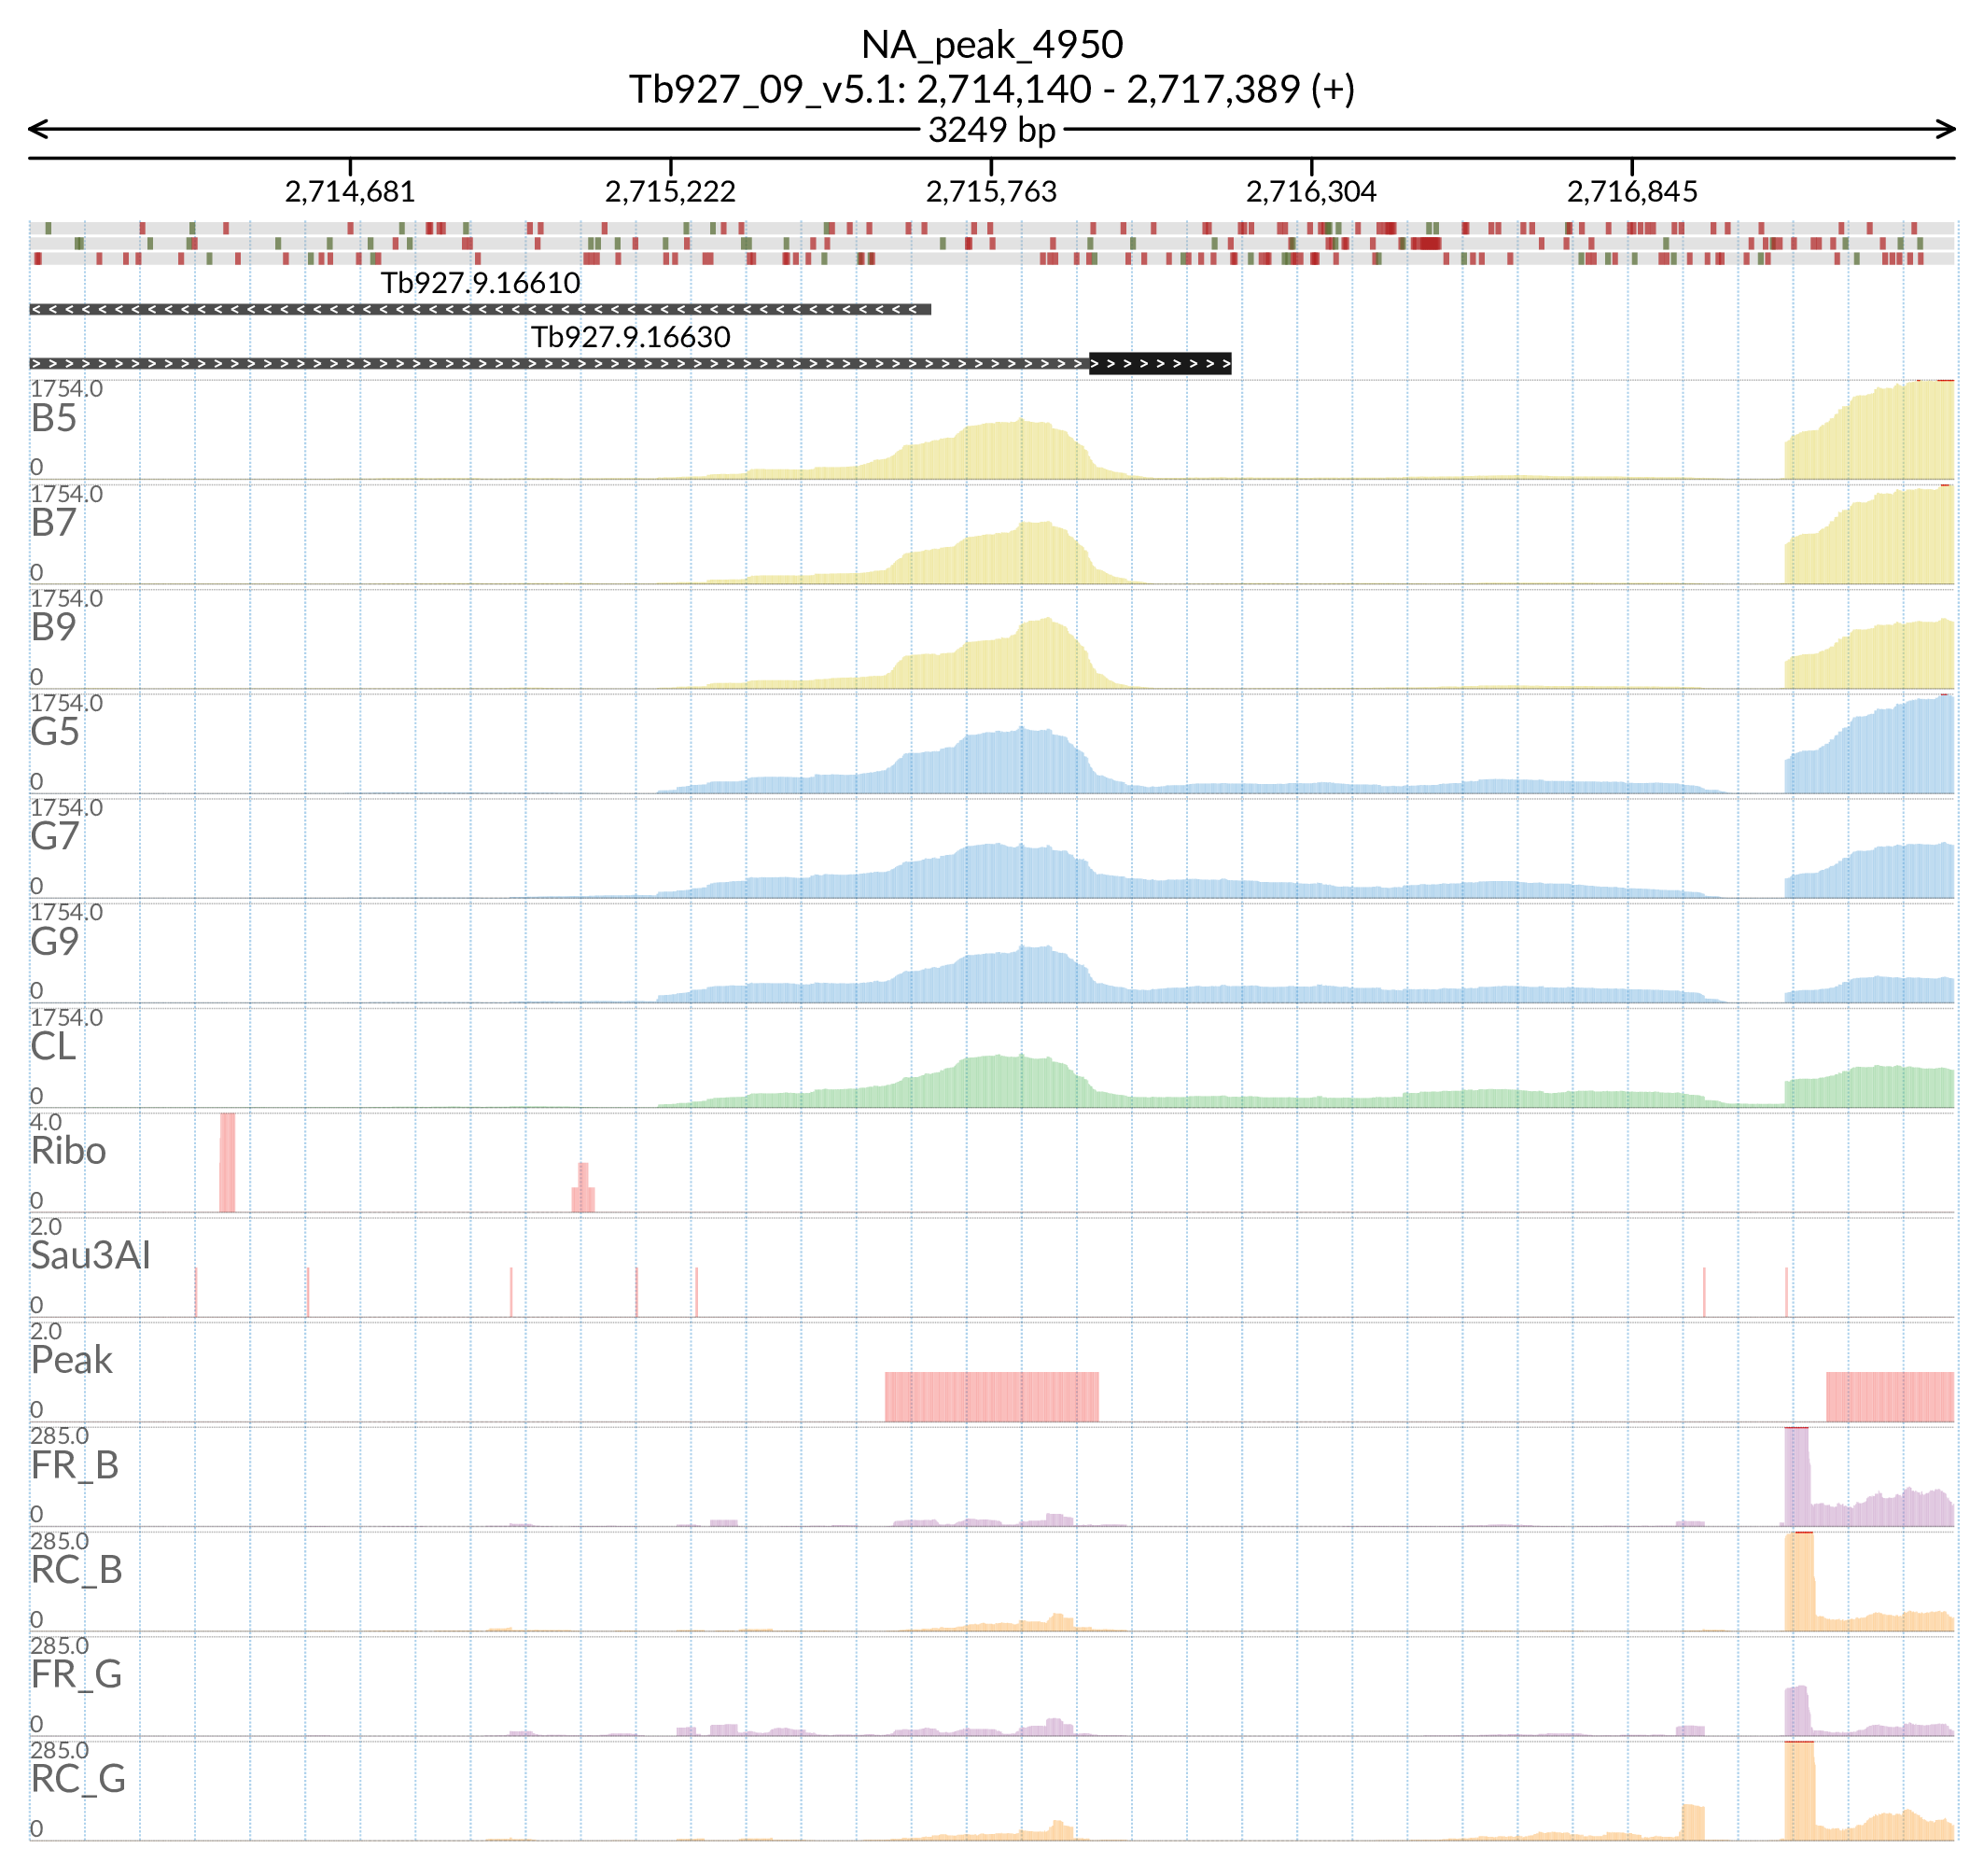 NA_peak_4950
Tb927_09_v5.1: 2,714,140 - 2,717,389 (+)
3249 bp
2,714,681 2,715,222 2,715,763 2,716,304 2,716,845
Tb927.9.16610
Tb927.9.16630
1754.0
B5
0
1754.0
B7
0
1754.0
B9
0
1754.0
G5
0
1754.0
G7
0
1754.0
G9
0
1754.0
CL
0
4.0
Ribo
0
2.0
Sau3AI
0
2.0
Peak
0
285.0
FR_B
0
285.0
RC_B
0
285.0
FR_G
0
285.0
RC_G
0